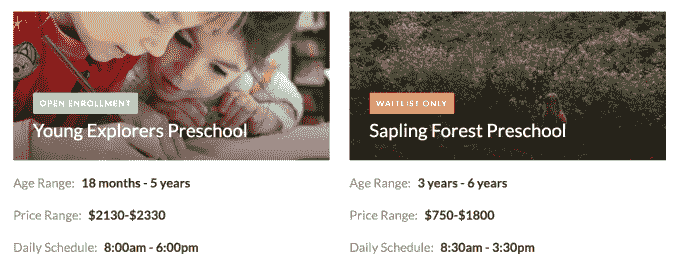 OPEN ENROLLMENT
Young Explorers Preschool
Age Range: 18 months - 5 years
Price Range: $2130-$2330
Daily Schedule: 8:00am - 6:00pm
WAITLIST ONLY
Sapling Forest Preschool
Age Range: 3 years - 6 years
Price Range: $750-$1800
Daily Schedule: 8:30am - 3:30pm